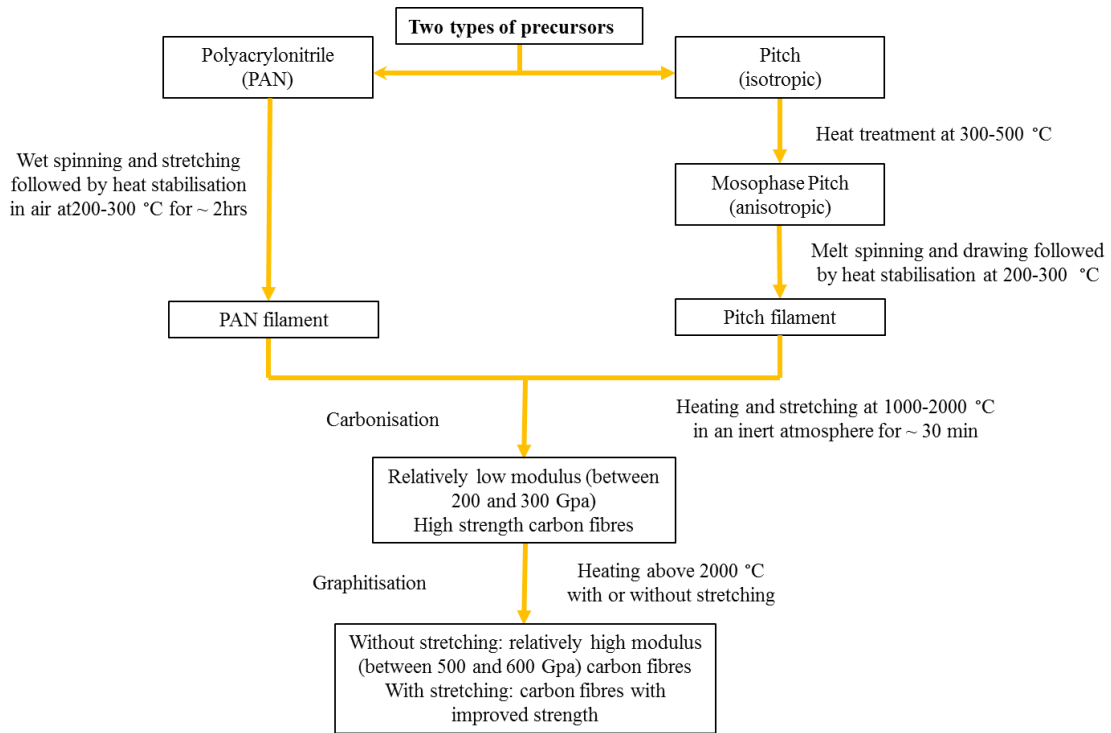 Two types of precursors
Polyacrylonitrile
(PAN)
Pitch
(isotropic)
Heat treatment at 300-500 °C
Wet spinning and stretching
followed by heat stabilisation
in air at200-300 °C for ~ 2hrs
Mosophase Pitch
(anisotropic)
Melt spinning and drawing followed
by heat stabilisation at 200-300 °C
PAN filament
Pitch filament
Carbonisation
Heating and stretching at 1000-2000 °C
in an inert atmosphere for ~ 30 min
Relatively low modulus (between
200 and 300 Gpa)
High strength carbon fibres
Graphitisation
Heating above 2000 °C
with or without stretching
Without stretching: relatively high modulus
(between 500 and 600 Gpa) carbon fibres
With stretching: carbon fibres with
improved strength